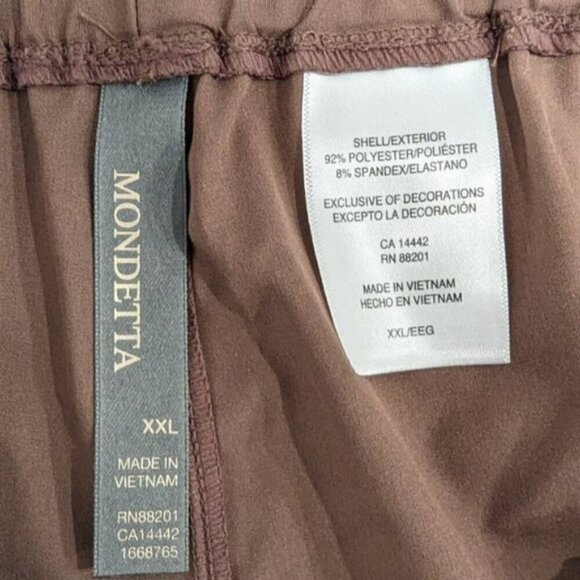 MONDETTA
XXL
MADE IN
VIETNAM
RN88201
CA14442
1668765
SHELL/EXTERIOR
92% POLYESTER/POLIÉSTER
8% SPANDEX/ELASTANO
EXCLUSIVE OF DECORATIONS
EXCEPTO LA DECORACIÓN
CA 14442
RN 88201
MADE IN VIETNAM
HECHO EN VIETNAM
XXL/EEG